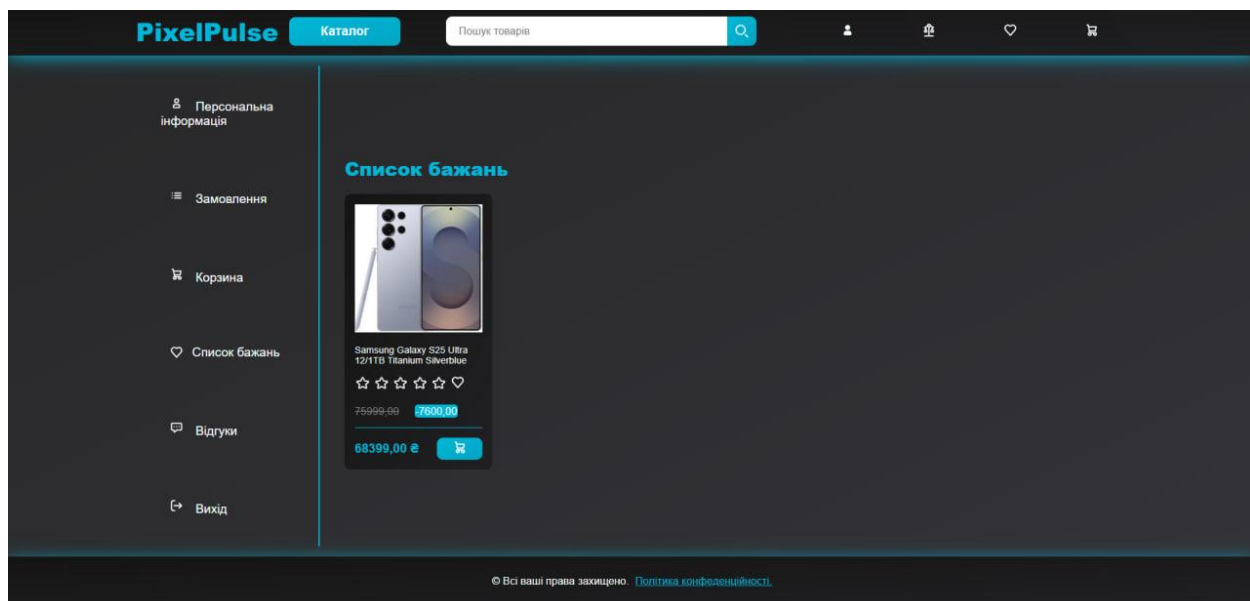 PixelPulse
Каталог
Пошук товарів
Персональна
інформація
Замовлення
Корзина
Список бажань
Відгуки
Вихід
Список бажань
Samsung Galaxy S25 Ultra
12/1TB Titanium Silverblue
75999,00 -7600,00
68399,00 ₴
© Всі ваші права захищено. Політика конфеденційності.